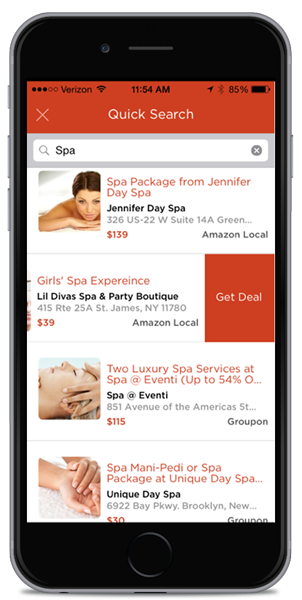 Verizon 11:54 AM 85%
Quick Search
Spa
Spa Package from Jennifer
Day Spa
Jennifer Day Spa
326 US-22 W Suite 14A Green...
$139 Amazon Local
Girls' Spa Expereince
Lil Divas Spa & Party Boutique
415 Rte 25A St. James, NY 11780
$39 Amazon Local
Get Deal
Two Luxury Spa Services at
Spa @ Eventi (Up to 54% O...
Spa @ Eventi
851 Avenue of the Americas St...
$115 Groupon
Spa Mani-Pedi or Spa
Package at Unique Day Spa...
Unique Day Spa
6922 Bay Pkwy. Brooklyn, New...
$30 Groupon